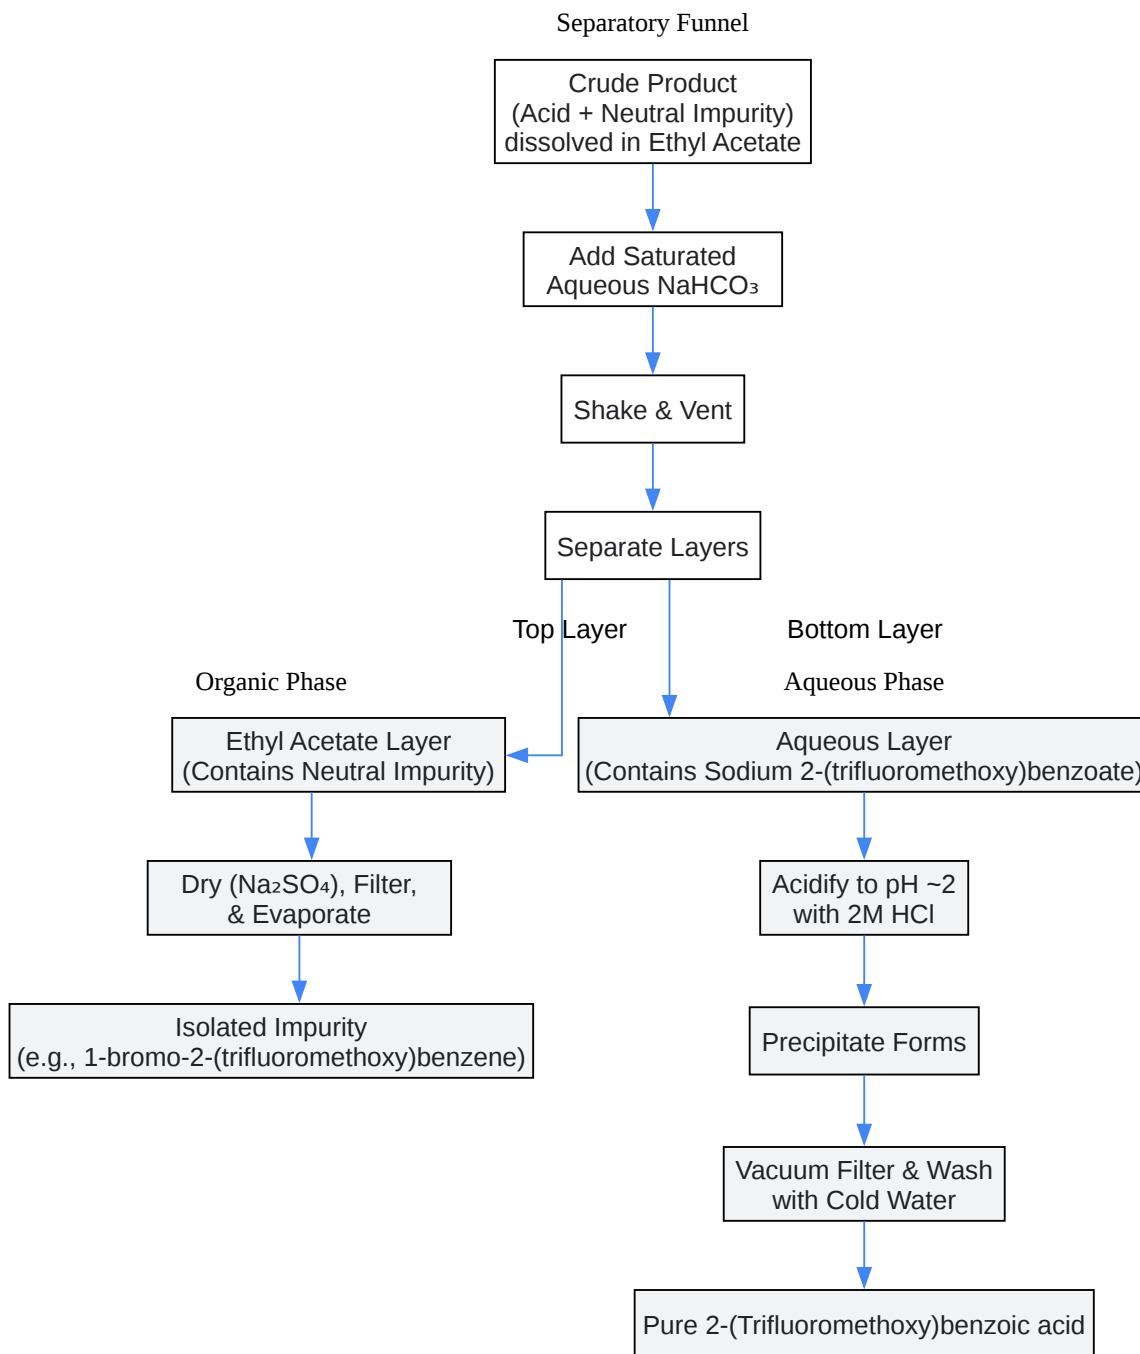 Separatory Funnel
Crude Product
(Acid + Neutral Impurity)
dissolved in Ethyl Acetate
Add Saturated
Aqueous NaHCO₃
Shake & Vent
Separate Layers
Top Layer
Bottom Layer
Organic Phase
Aqueous Phase
Ethyl Acetate Layer
(Contains Neutral Impurity)
Aqueous Layer
(Contains Sodium 2-(trifluoromethoxy)benzoate)
Dry (Na₂SO₄), Filter,
& Evaporate
Acidify to pH ~2
with 2M HCl
Isolated Impurity
(e.g., 1-bromo-2-(trifluoromethoxy)benzene)
Precipitate Forms
Vacuum Filter & Wash
with Cold Water
Pure 2-(Trifluoromethoxy)benzoic acid